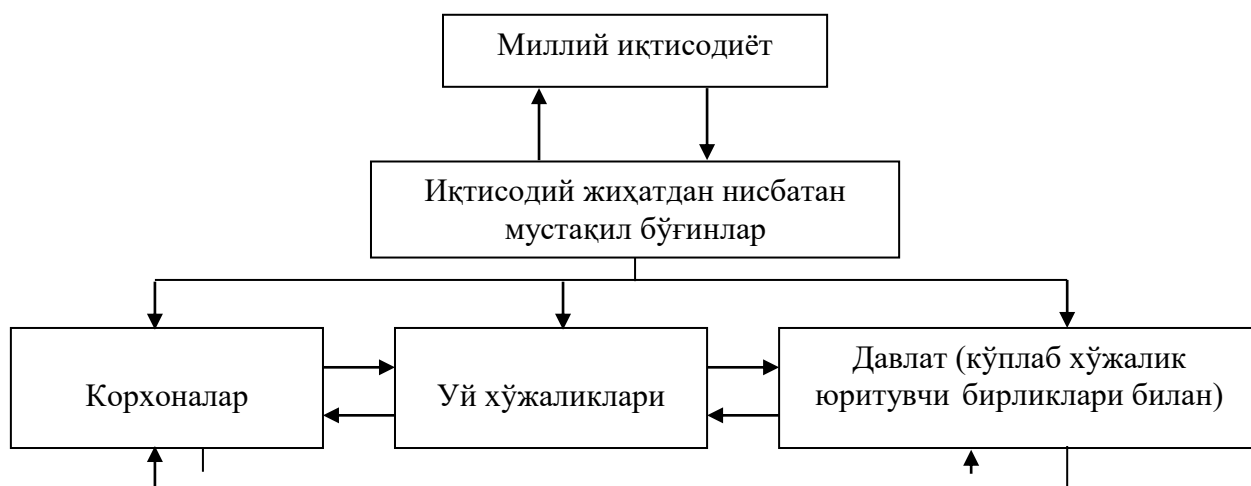 Миллий иқтисодиёт
Иқтисодий жиҳатдан нисбатан
мустақил бўғинлар
Корхоналар
Уй хўжаликлари
Давлат (кўплаб хўжалик
юритувчи бирликлари билан)